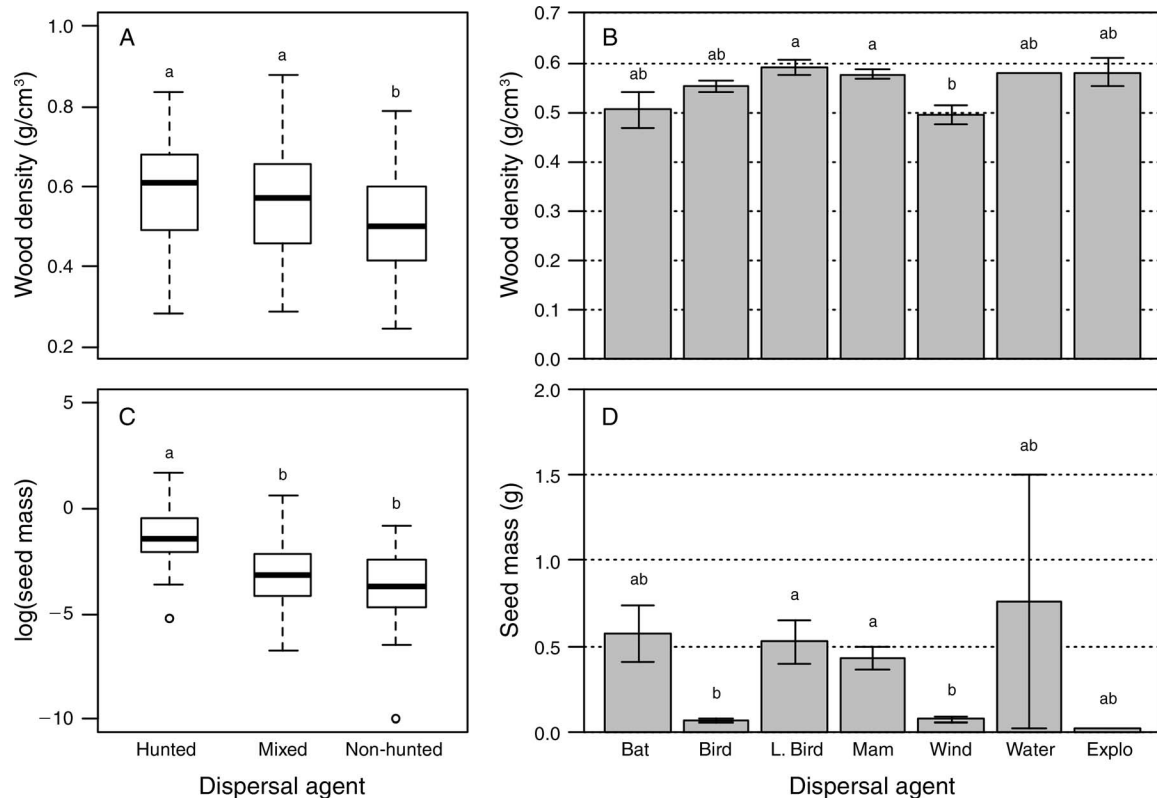 A
Wood density (g/cm³)
1.0
0.8
0.6
0.4
0.2
a
a
b
B
Wood density (g/cm³)
0.7
0.6
0.5
0.4
0.3
0.2
0.1
0.0
ab
ab
a
a
b
ab
ab
C
log(seed mass)
5
0
−5
−10
a
b
b
Hunted Mixed Non-hunted
Dispersal agent
D
Seed mass (g)
2.0
1.5
1.0
0.5
0.0
ab
b
a
a
b
ab
ab
Bat Bird L. Bird Mam Wind Water Explo
Dispersal agent